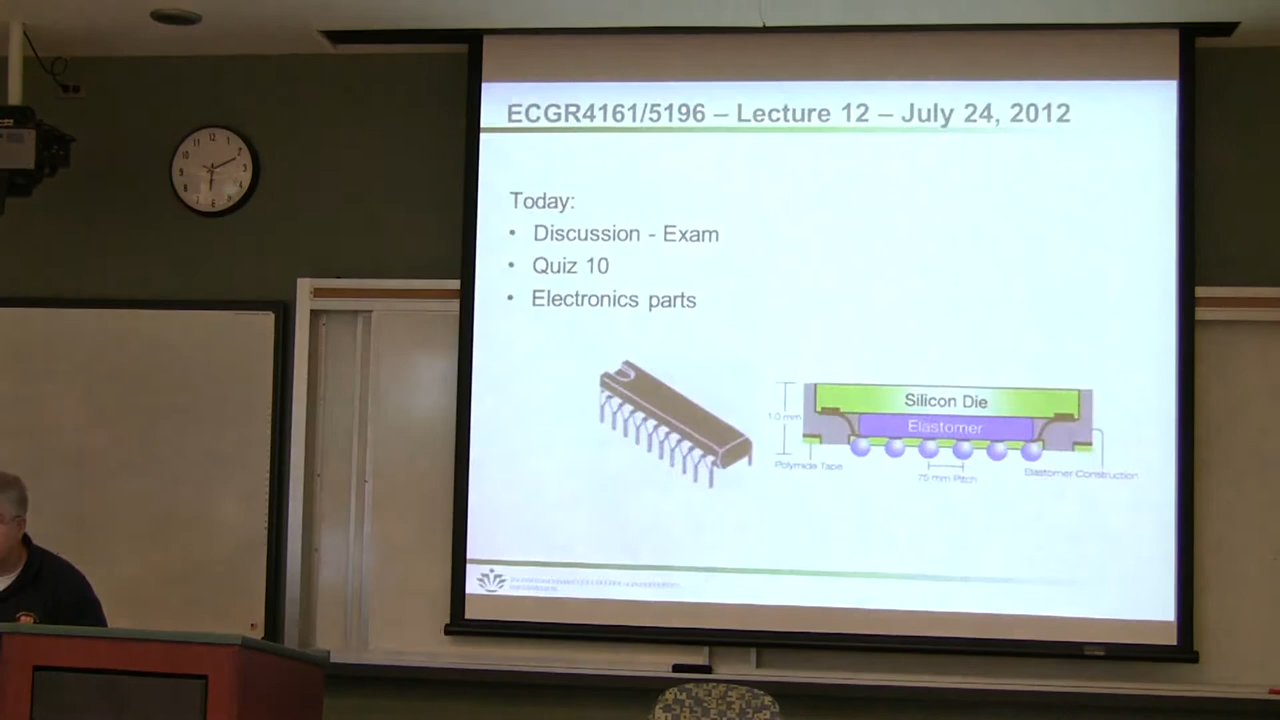 ECGR4161/5196 – Lecture 12 – July 24, 2012
Today:
• Discussion - Exam
• Quiz 10
• Electronics parts
Silicon Die
1.0 mm
Elastomer
Polymide Tape
75 mm Pitch
Elastomer Construction